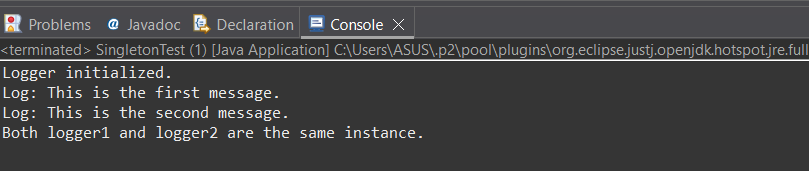 Problems @ Javadoc Declaration Console
<terminated> SingletonTest (1) [Java Application] C:\Users\ASUS\.p2\pool\plugins\org.eclipse.justj.openjdk.hotspot.jre.full
Logger initialized.
Log: This is the first message.
Log: This is the second message.
Both logger1 and logger2 are the same instance.